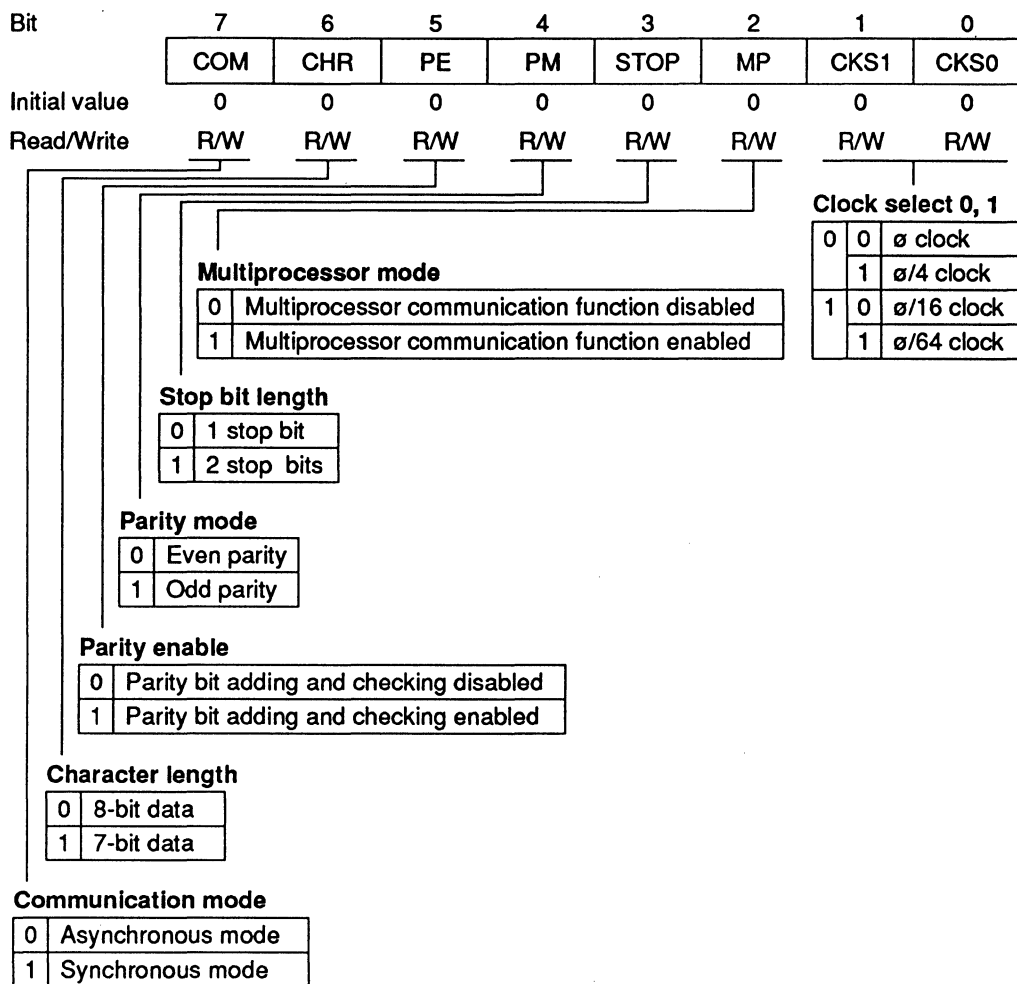 Bit 7 6 5 4 3 2 1 0
COM CHR PE PM STOP MP CKS1 CKS0
Initial value 0 0 0 0 0 0 0 0
Read/Write R/W R/W R/W R/W R/W R/W R/W R/W
Clock select 0, 1
0 0 ø clock
1 ø/4 clock
1 0 ø/16 clock
1 ø/64 clock
Multiprocessor mode
0 Multiprocessor communication function disabled
1 Multiprocessor communication function enabled
Stop bit length
0 1 stop bit
1 2 stop bits
Parity mode
0 Even parity
1 Odd parity
Parity enable
0 Parity bit adding and checking disabled
1 Parity bit adding and checking enabled
Character length
0 8-bit data
1 7-bit data
Communication mode
0 Asynchronous mode
1 Synchronous mode